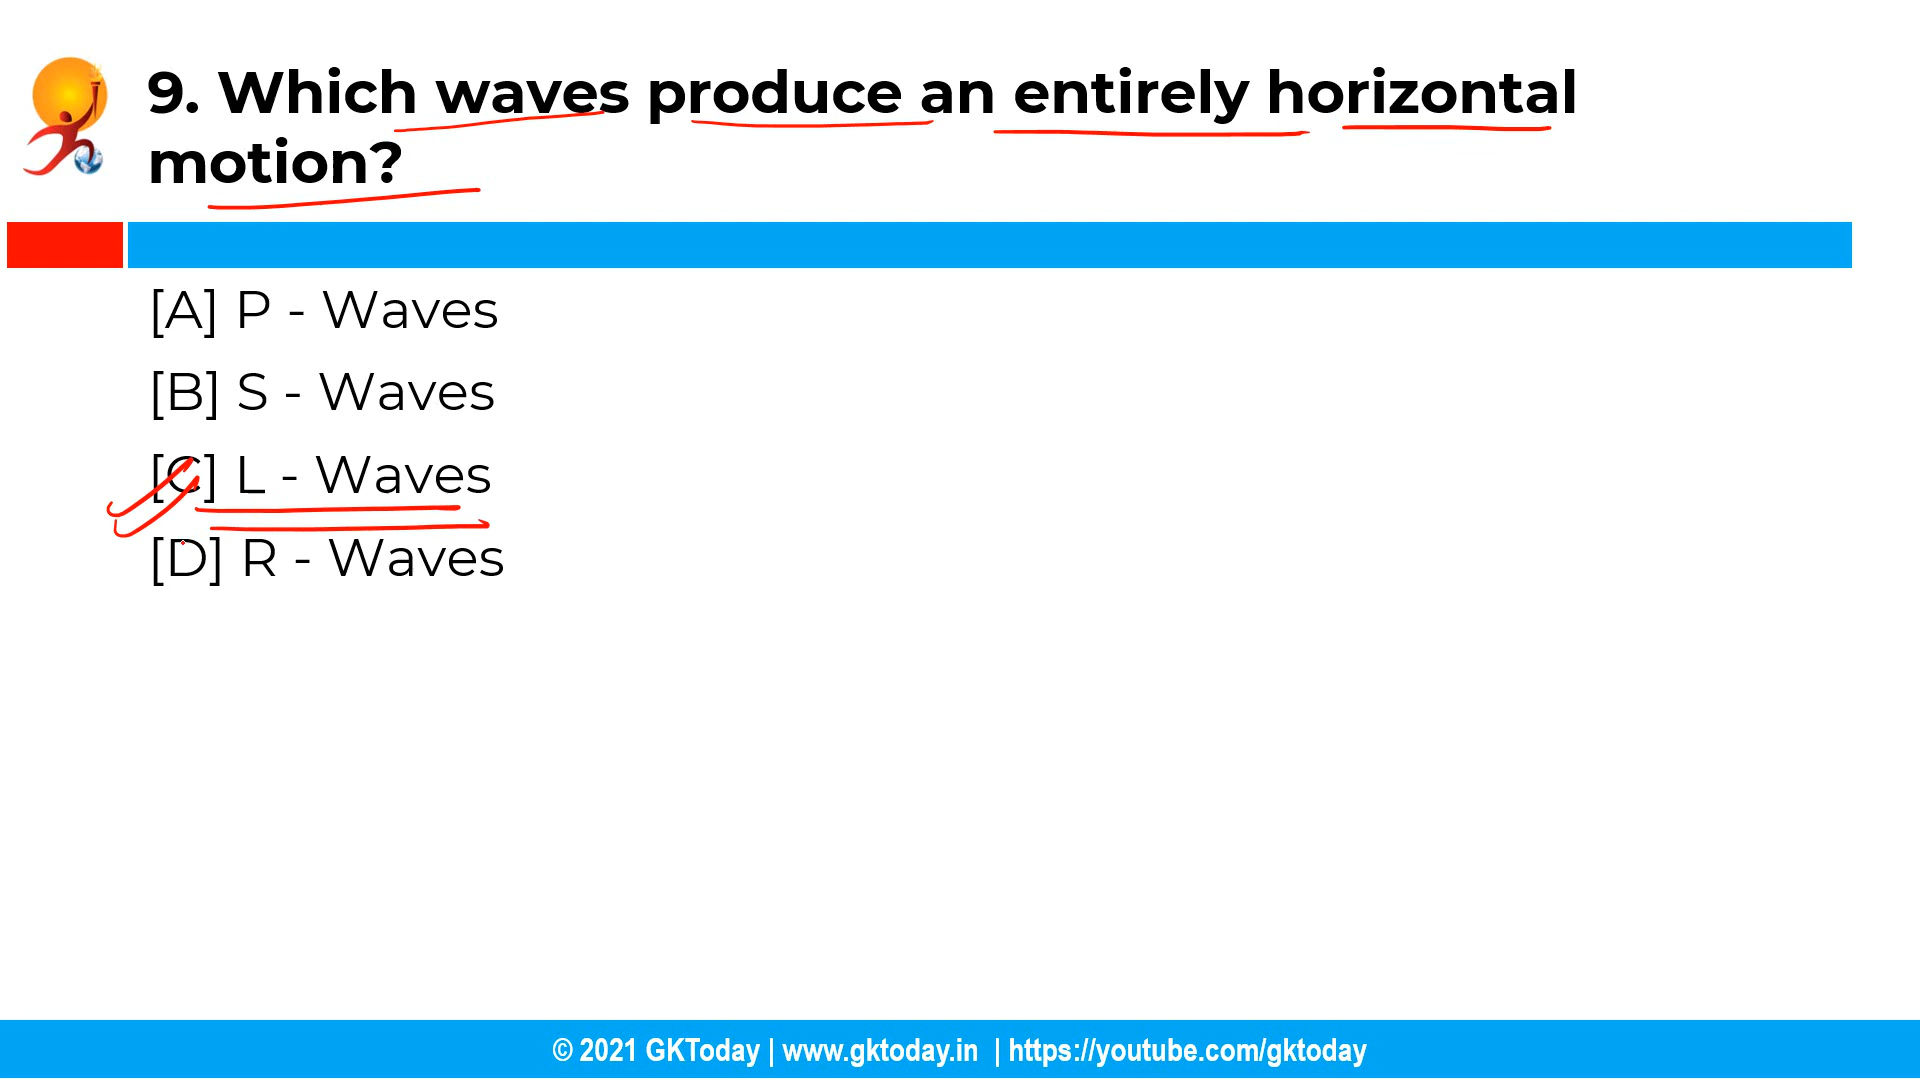 9. Which waves produce an entirely horizontal
motion?
[A] P - Waves
[B] S - Waves
[C] L - Waves
[D] R - Waves
© 2021 GKToday | www.gktoday.in | https://youtube.com/gktoday